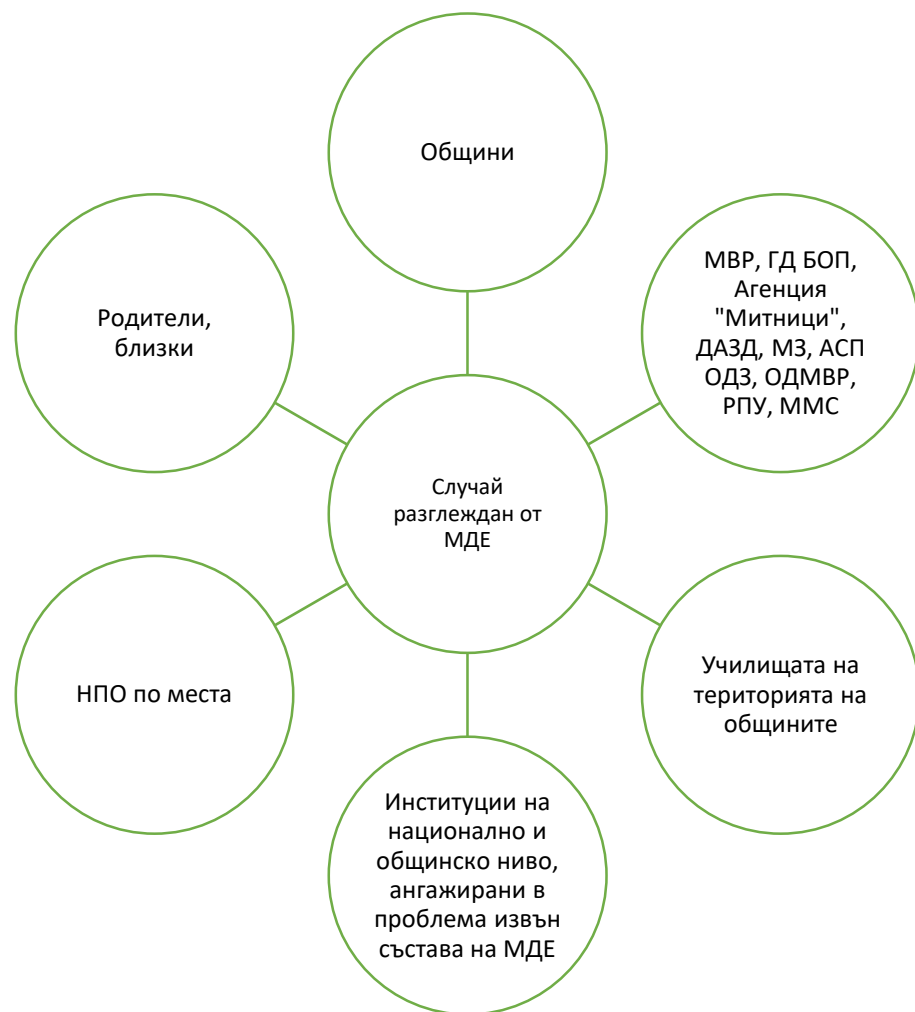 Общини
МВР, ГД БОП,
Агенция
"Митници",
ДАЗД, МЗ, АСП
ОДЗ, ОДМВР,
РПУ, ММС
Родители,
близки
Случай
разглеждан от
МДЕ
НПО по места
Училищата на
територията на
общините
Институции на
национално и
общинско ниво,
ангажирани в
проблема извън
състава на МДЕ